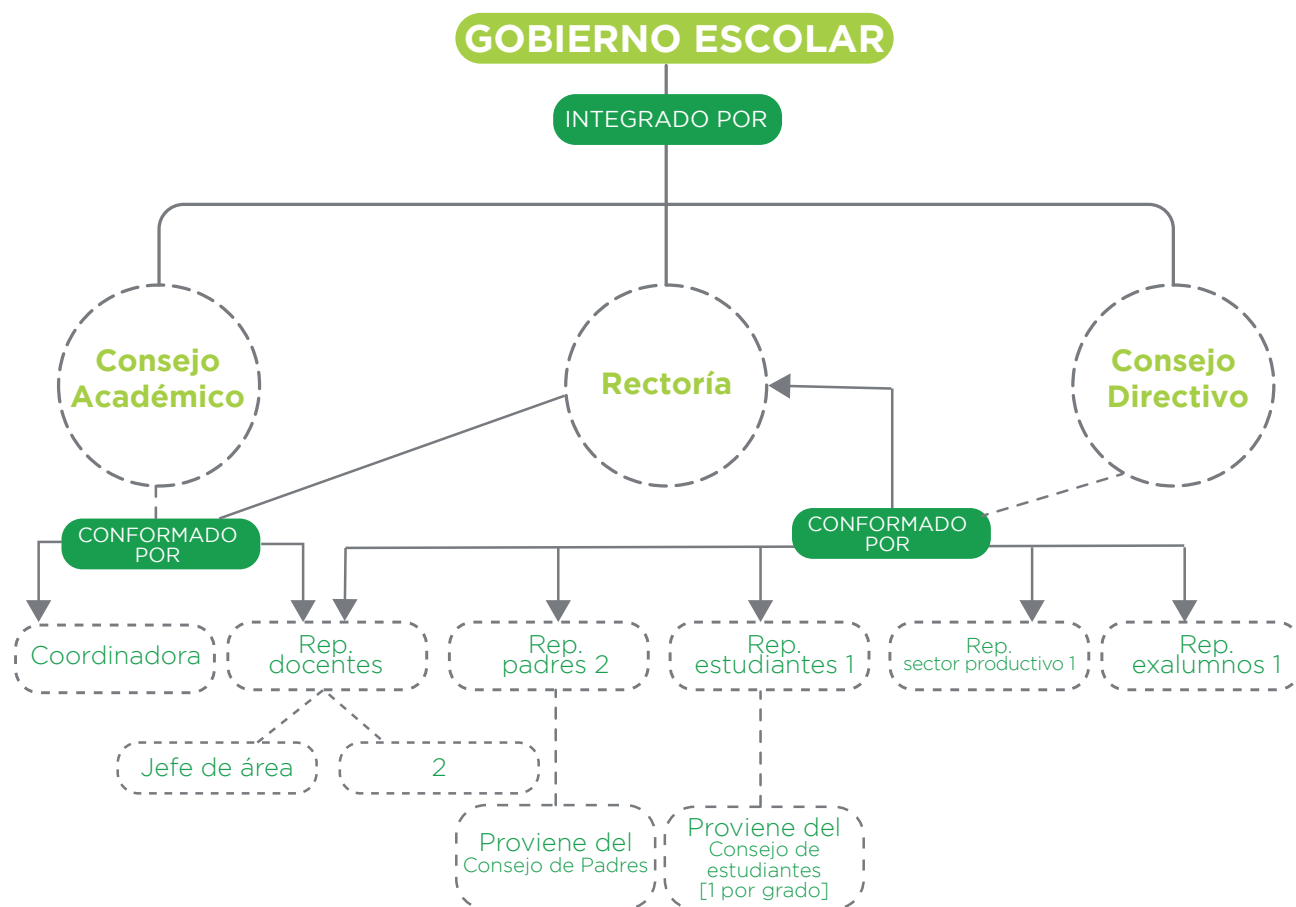 GOBIERNO ESCOLAR
INTEGRADO POR
Consejo
Académico
Rectoría
Consejo
Directivo
CONFORMADO
POR
CONFORMADO
POR
Coordinadora
Rep.
docentes
Rep.
padres 2
Rep.
estudiantes 1
Rep.
sector productivo 1
Rep.
exalumnos 1
Jefe de área
2
Proviene del
Consejo de Padres
Proviene del
Consejo de
estudiantes
[1 por grado]